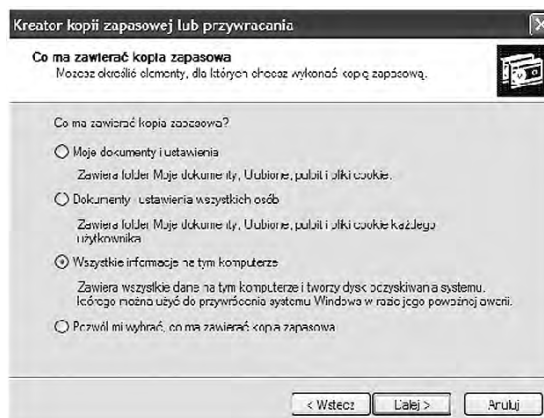 Kreator kopii zapasowej lub przywracania
Co ma zawierać kopia zapasowa
Możesz określić elementy, dla których chcesz wykonać kopię zapasową.
Co ma zawierać kopia zapasowa?
Moje dokumenty i ustawienia
Zawiera folder Moje dokumenty, Ulubione, pulpit i pliki cookie.
Dokumenty i ustawienia wszystkich osób
Zawiera folder Moje dokumenty, Ulubione, pulpit i pliki cookie każdego
użytkownika
Wszystkie informacje na tym komputerze
Zawiera wszystkie dane na tym komputerze i tworzy dysk odzyskiwania systemu,
którego można użyć do przywrócenia systemu Windows w razie jego poważnej awarii.
Pozwól mi wybrać, co ma zawierać kopia zapasowa
< Wstecz
Dalej >
Anuluj